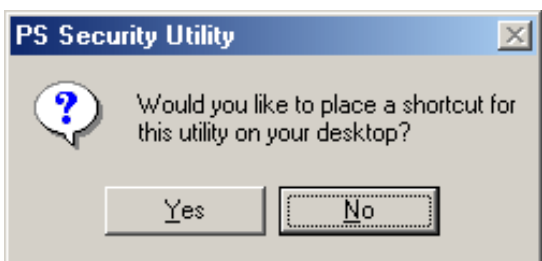 PS Security Utility
Would you like to place a shortcut for
this utility on your desktop?
Yes
No